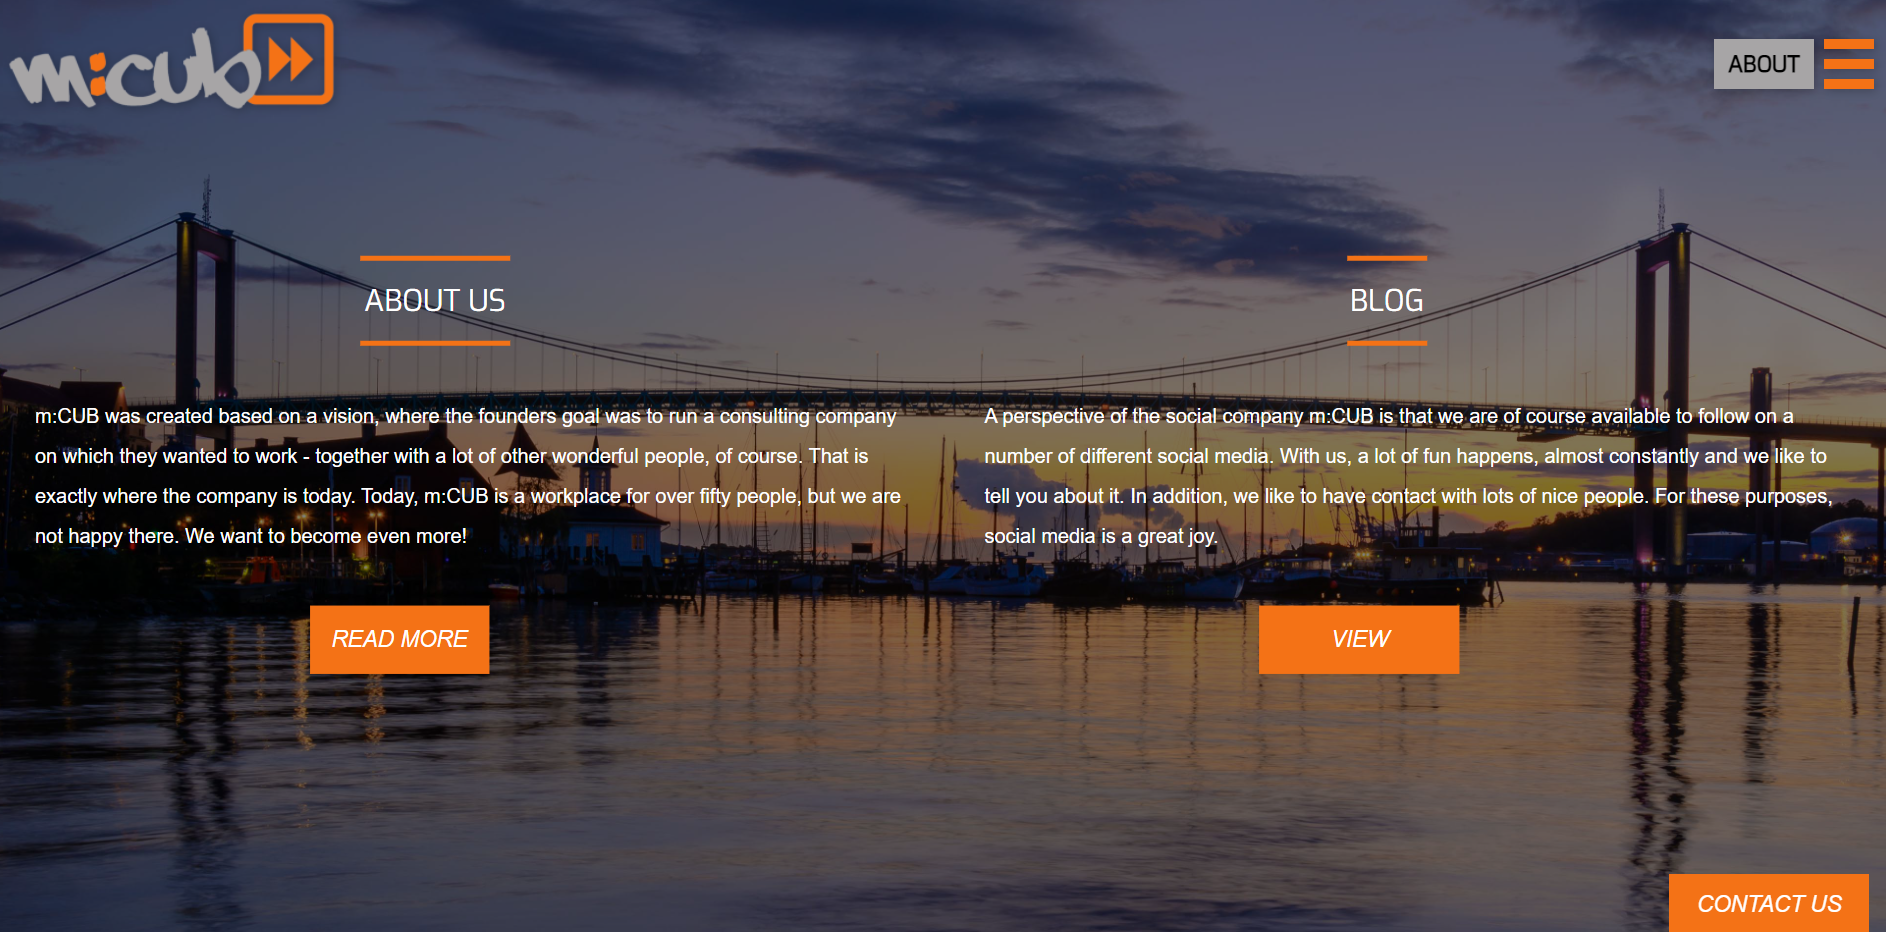 m:cub
ABOUT
ABOUT US
m:CUB was created based on a vision, where the founders goal was to run a consulting company
on which they wanted to work - together with a lot of other wonderful people, of course. That is
exactly where the company is today. Today, m:CUB is a workplace for over fifty people, but we are
not happy there. We want to become even more!
READ MORE
BLOG
A perspective of the social company m:CUB is that we are of course available to follow on a
number of different social media. With us, a lot of fun happens, almost constantly and we like to
tell you about it. In addition, we like to have contact with lots of nice people. For these purposes,
social media is a great joy.
VIEW
CONTACT US